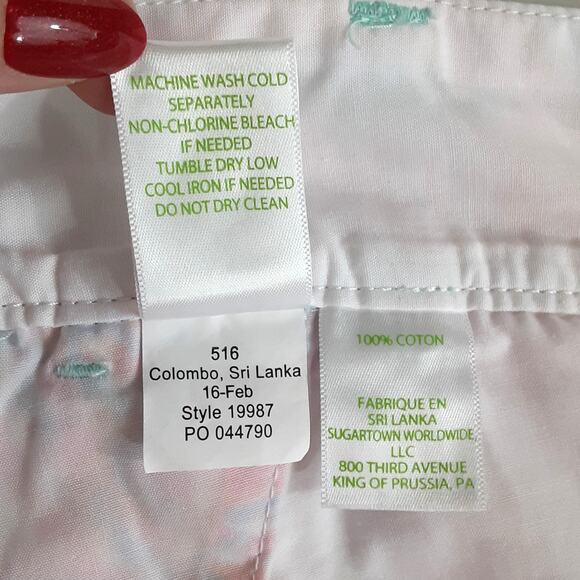 MACHINE WASH COLD
SEPARATELY
NON-CHLORINE BLEACH
IF NEEDED
TUMBLE DRY LOW
COOL IRON IF NEEDED
DO NOT DRY CLEAN
516
Colombo, Sri Lanka
16-Feb
Style 19987
PO 044790
100% COTON
FABRIQUE EN
SRI LANKA
SUGARTOWN WORLDWIDE
LLC
800 THIRD AVENUE
KING OF PRUSSIA, PA